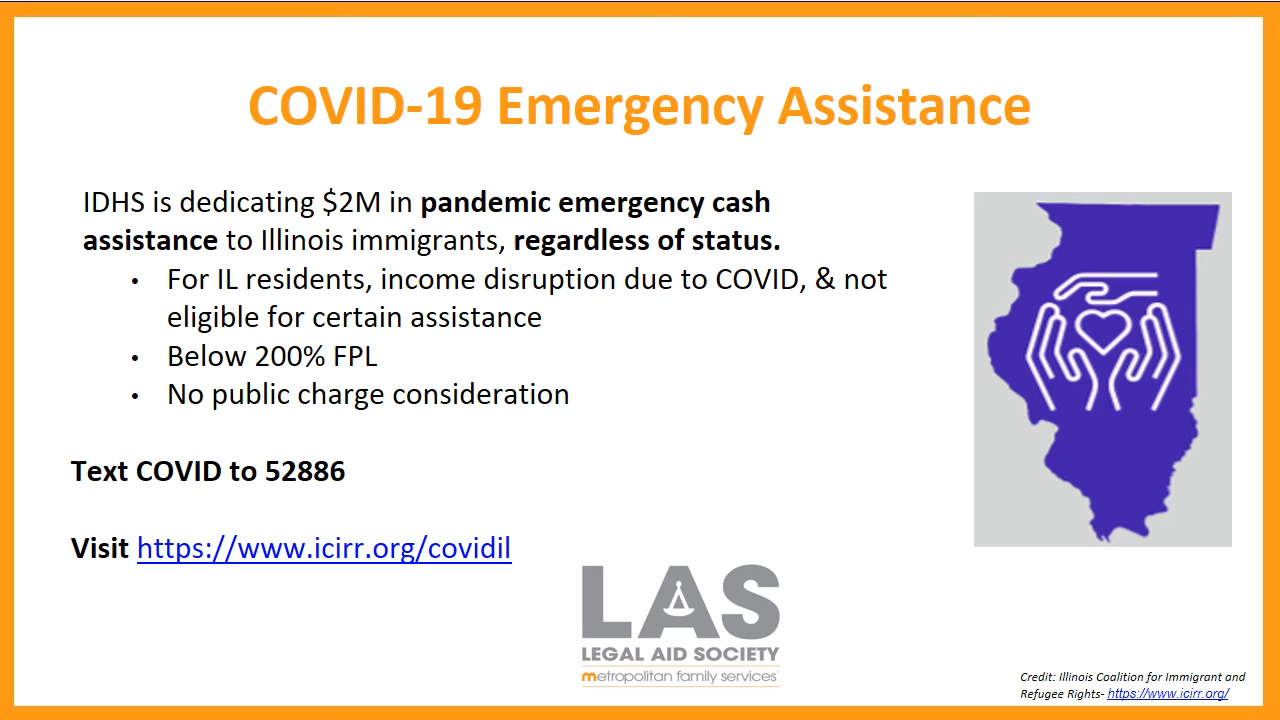 COVID-19 Emergency Assistance
IDHS is dedicating $2M in pandemic emergency cash
assistance to Illinois immigrants, regardless of status.
• For IL residents, income disruption due to COVID, & not
eligible for certain assistance
• Below 200% FPL
• No public charge consideration
Text COVID to 52886
Visit https://www.icirr.org/covidil
LAS
LEGAL AID SOCIETY
metropolitan family services
Credit: Illinois Coalition for Immigrant and
Refugee Rights- https://www.icirr.org/